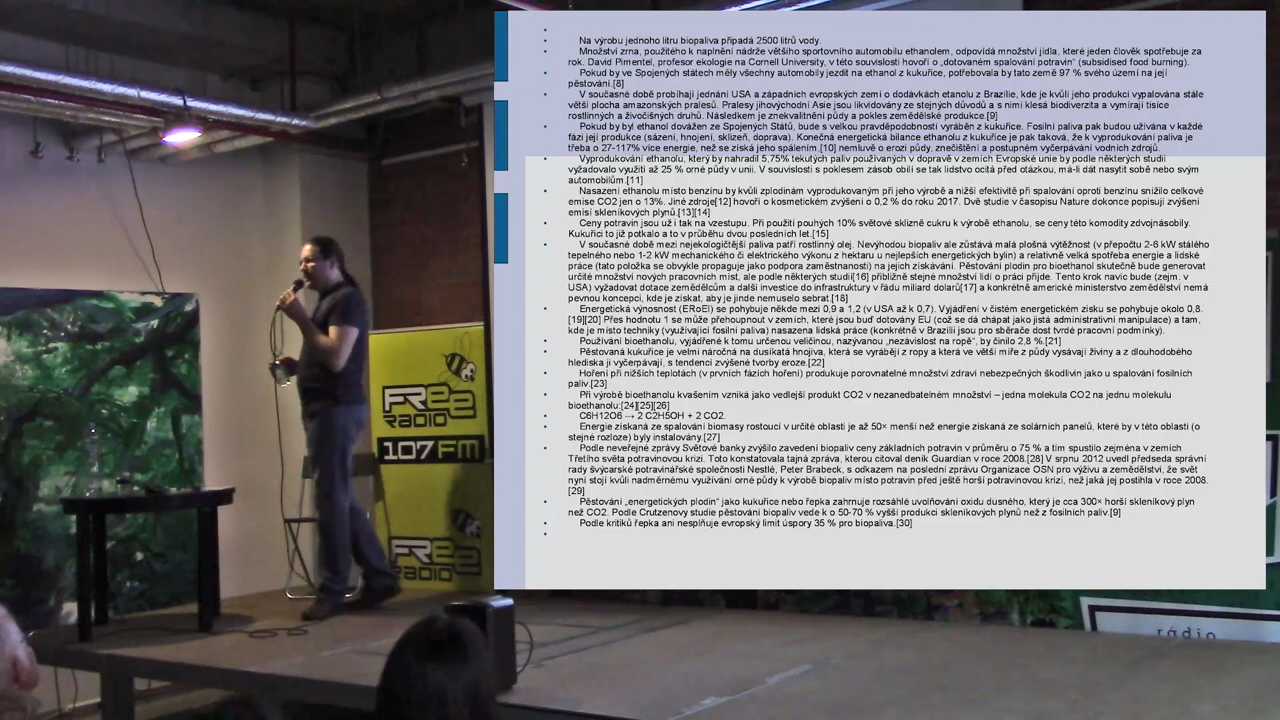 Na výrobu jednoho litru biopaliva připadá 2500 litrů vody.
Množství zrna, použitého k naplnění nádrže většího sportovního automobilu ethanolem, odpovídá množství jídla, které jeden člověk spotřebuje za
rok. David Pimentel, profesor ekologie na Cornell University, v této souvislosti hovoří o „dotovaném spalování potravin“ (subsidised food burning).
Pokud by ve Spojených státech měly všechny automobily jezdit na ethanol z kukuřice, potřebovala by tato země 97 % svého území na její
pěstování.[8]
V současné době probíhají jednání USA a západních evropských zemí o dodávkách etanolu z Brazílie, kde je kvůli jeho produkci vypalována stále
větší plocha amazonských pralesů. Pralesy jihovýchodní Asie jsou likvidovány ze stejných důvodů a s nimi klesá biodiverzita a vymírají tisíce
rostlinných a živočišných druhů. Následkem je znekvalitnění půdy a pokles zemědělské produkce.[9]
Pokud by byl ethanol dovážen ze Spojených Států, bude s velkou pravděpodobností vyráběn z kukuřice. Fosilní paliva pak budou užívána v každé
fázi její produkce (sázení, hnojení, sklizeň, doprava). Konečná energetická bilance ethanolu z kukuřice je pak taková, že k vyprodukování paliva je
třeba o 27-117% více energie, než se získá jeho spálením,[10] nemluvě o erozi půdy, znečištění a postupném vyčerpávání vodních zdrojů.
Vyprodukování ethanolu, který by nahradil 5,75% tekutých paliv používaných v dopravě v zemích Evropské unie by podle některých studií
vyžadovalo využití až 25 % orné půdy v unii. V souvislosti s poklesem zásob obilí se tak lidstvo ocitá před otázkou, má-li dát nasytit sobě nebo svým
automobilům.[11]
Nasazení ethanolu místo benzínu by kvůli zplodinám vyprodukovaným při jeho výrobě a nižší efektivitě při spalování oproti benzínu snížilo celkové
emise CO2 jen o 13%. Jiné zdroje[12] hovoří o kosmetickém zvýšení o 0,2 % do roku 2017. Dvě studie v časopisu Nature dokonce popisují zvýšení
emisí skleníkových plynů.[13][14]
Ceny potravin jsou už i tak na vzestupu. Při použití pouhých 10% světové sklizně cukru k výrobě ethanolu, se ceny této komodity zdvojnásobily.
Kukuřici to již potkalo a to v průběhu dvou posledních let.[15]
V současné době mezi nejekologičtější paliva patří rostlinný olej. Nevýhodou biopaliv ale zůstává malá plošná výtěžnost (v přepočtu 2-6 kW stálého
tepelného nebo 1-2 kW mechanického či elektrického výkonu z hektaru u nejlepších energetických bylin) a relativně velká spotřeba energie a lidské
práce (tato položka se obvykle propaguje jako podpora zaměstnanosti) na jejich získávání. Pěstování plodin pro bioethanol skutečně bude generovat
určité množství nových pracovních míst, ale podle některých studií[16] přibližně stejné množství lidí o práci přijde. Tento krok navíc bude (zejm. v
USA) vyžadovat dotace zemědělcům a další investice do infrastruktury v řádu miliard dolarů[17] a konkrétně americké ministerstvo zemědělství nemá
pevnou koncepci, kde je získat, aby je jinde nemuselo sebrat.[18]
Energetická výnosnost (ERoEI) se pohybuje někde mezi 0,9 a 1,2 (v USA až k 0,7). Vyjádření v čistém energetickém zisku se pohybuje okolo 0,8.
[19][20] Přes hodnotu 1 se může přehoupnout v zemích, které jsou buď dotovány EU (což se dá chápat jako jistá administrativní manipulace) a tam,
kde je místo techniky (využívající fosilní paliva) nasazena lidská práce (konkrétně v Brazílii jsou pro sběrače dost tvrdé pracovní podmínky).
Používání bioethanolu, vyjádřené k tomu určenou veličinou, nazývanou „nezávislost na ropě“, by činilo 2,8 %.[21]
Pěstovaná kukuřice je velmi náročná na dusíkatá hnojiva, která se vyrábějí z ropy a která ve větší míře z půdy vysávají živiny a z dlouhodobého
hlediska ji vyčerpávají, s tendencí zvýšené tvorby eroze.[22]
Hoření při nižších teplotách (v prvních fázích hoření) produkuje porovnatelné množství zdraví nebezpečných škodlivin jako u spalování fosilních
paliv.[23]
Při výrobě bioethanolu kvašením vzniká jako vedlejší produkt CO2 v nezanedbatelném množství – jedna molekula CO2 na jednu molekulu
bioethanolu:[24][25][26]
C6H12O6 → 2 C2H5OH + 2 CO2.
Energie získaná ze spalování biomasy rostoucí v určité oblasti je až 50× menší než energie získaná ze solárních panelů, které by v této oblasti (o
stejné rozloze) byly instalovány.[27]
Podle neveřejné zprávy Světové banky zvýšilo zavedení biopaliv ceny základních potravin v průměru o 75 % a tím spustilo zejména v zemích
Třetího světa potravinovou krizi. Toto konstatovala tajná zpráva, kterou citoval deník Guardian v roce 2008.[28] V srpnu 2012 uvedl předseda správní
rady švýcarské potravinářské společnosti Nestlé, Peter Brabeck, s odkazem na poslední zprávu Organizace OSN pro výživu a zemědělství, že svět
nyní stojí kvůli nadměrnému využívání orné půdy k výrobě biopaliv místo potravin před ještě horší potravinovou krizí, než jaká jej postihla v roce 2008.
[29]
Pěstování „energetických plodin“ jako kukuřice nebo řepka zahrnuje rozsáhlé uvolňování oxidu dusného, který je cca 300× horší skleníkový plyn
než CO2. Podle Crutzenovy studie pěstování biopaliv vede k o 50-70 % vyšší produkci skleníkových plynů než z fosilních paliv.[9]
Podle kritiků řepka ani nesplňuje evropský limit úspory 35 % pro biopaliva.[30]
FREE
RADIO
107 FM
FREE
RADIO
rádio